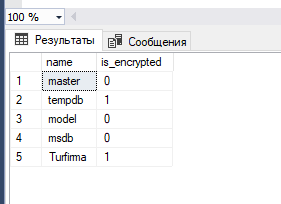 100 %
Результаты Сообщения
name is_encrypted
1 master 0
2 tempdb 1
3 model 0
4 msdb 0
5 Turfirma 1